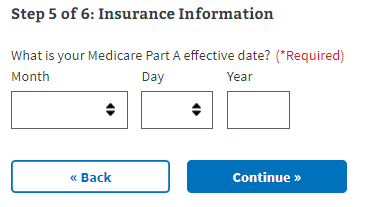 Step 5 of 6: Insurance Information
What is your Medicare Part A effective date? (*Required)
Month Day Year
« Back Continue »